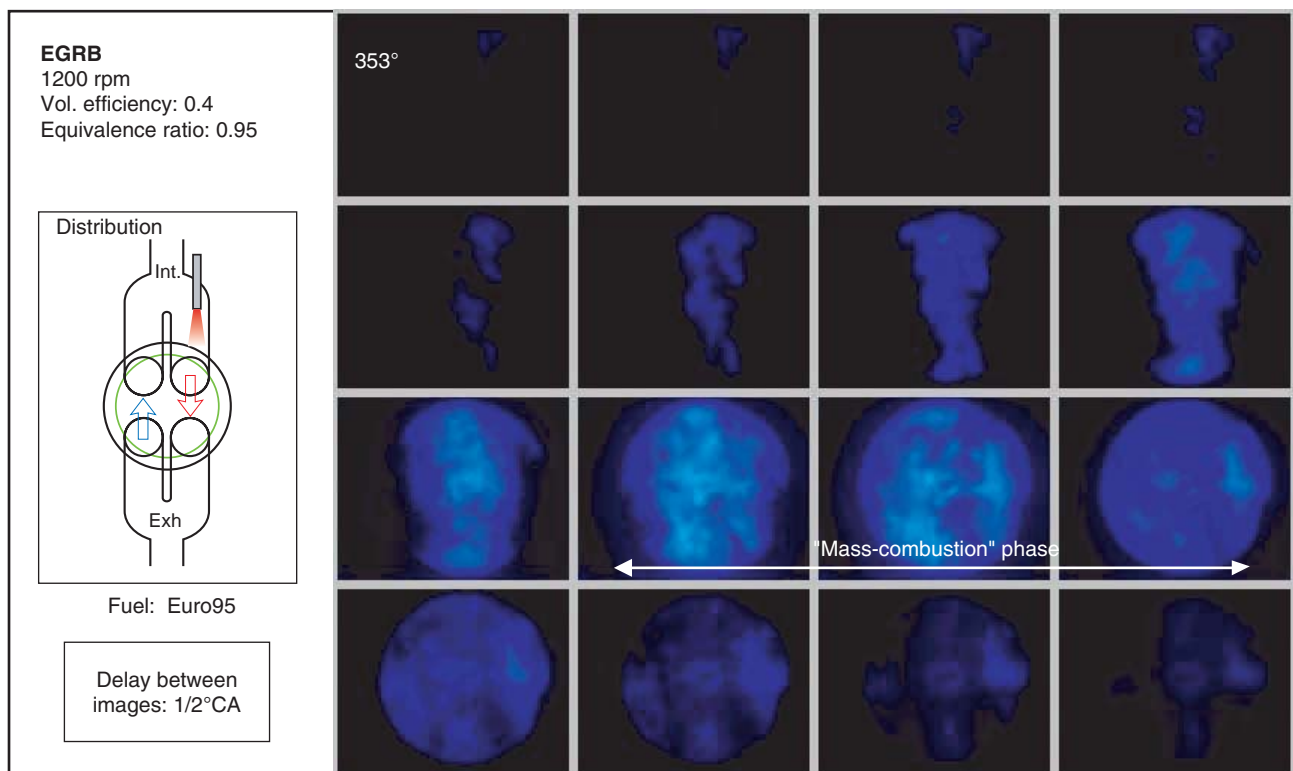 EGRB
1200 rpm
Vol. efficiency: 0.4
Equivalence ratio: 0.95
353°
Distribution
Int.
Exh
"Mass-combustion" phase
Fuel: Euro95
Delay between
images: 1/2°CA